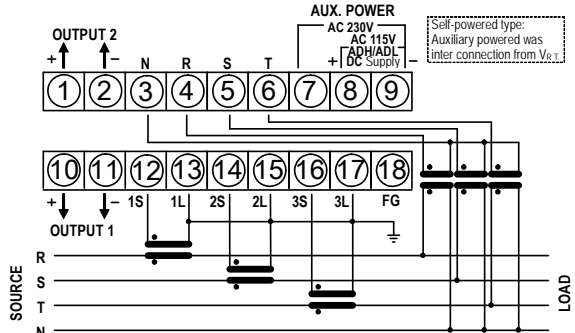 AUX. POWER
AC 230V
AC 115V
ADH/ADL
+ DC Supply −
Self-powered type:
Auxiliary powered was
inter connection from VR T.
OUTPUT 2
+ −
N R S T
1 2 3 4 5 6 7 8 9
10 11 12 13 14 15 16 17 18
+ − 1S 1L 2S 2L 3S 3L FG
OUTPUT 1
SOURCE
R
S
T
N
LOAD